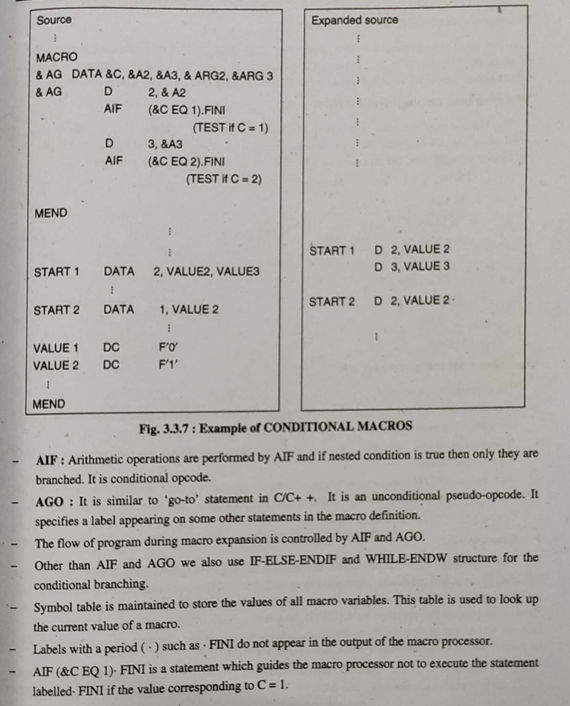 Source
⋮
MACRO
& AG DATA &C, &A2, &A3, & ARG2, &ARG 3
& AG D 2, & A2
AIF (&C EQ 1).FINI
(TEST if C = 1)
D 3, &A3
AIF (&C EQ 2).FINI
(TEST if C = 2)
MEND
⋮
⋮
START 1 DATA 2, VALUE2, VALUE3
⋮
START 2 DATA 1, VALUE 2
⋮
VALUE 1 DC F'0'
VALUE 2 DC F'1'
⋮
MEND
Expanded source
⋮
⋮
⋮
⋮
⋮
⋮
⋮
START 1 D 2, VALUE 2
D 3, VALUE 3
START 2 D 2, VALUE 2
⋮
Fig. 3.3.7 : Example of CONDITIONAL MACROS
– AIF : Arithmetic operations are performed by AIF and if nested condition is true then only they are
branched. It is conditional opcode.
– AGO : It is similar to 'go-to' statement in C/C+ +. It is an unconditional pseudo-opcode. It
specifies a label appearing on some other statements in the macro definition.
– The flow of program during macro expansion is controlled by AIF and AGO.
– Other than AIF and AGO we also use IF-ELSE-ENDIF and WHILE-ENDW structure for the
conditional branching.
– Symbol table is maintained to store the values of all macro variables. This table is used to look up
the current value of a macro.
– Labels with a period ( · ) such as · FINI do not appear in the output of the macro processor.
– AIF (&C EQ 1)· FINI is a statement which guides the macro processor not to execute the statement
labelled· FINI if the value corresponding to C = 1.